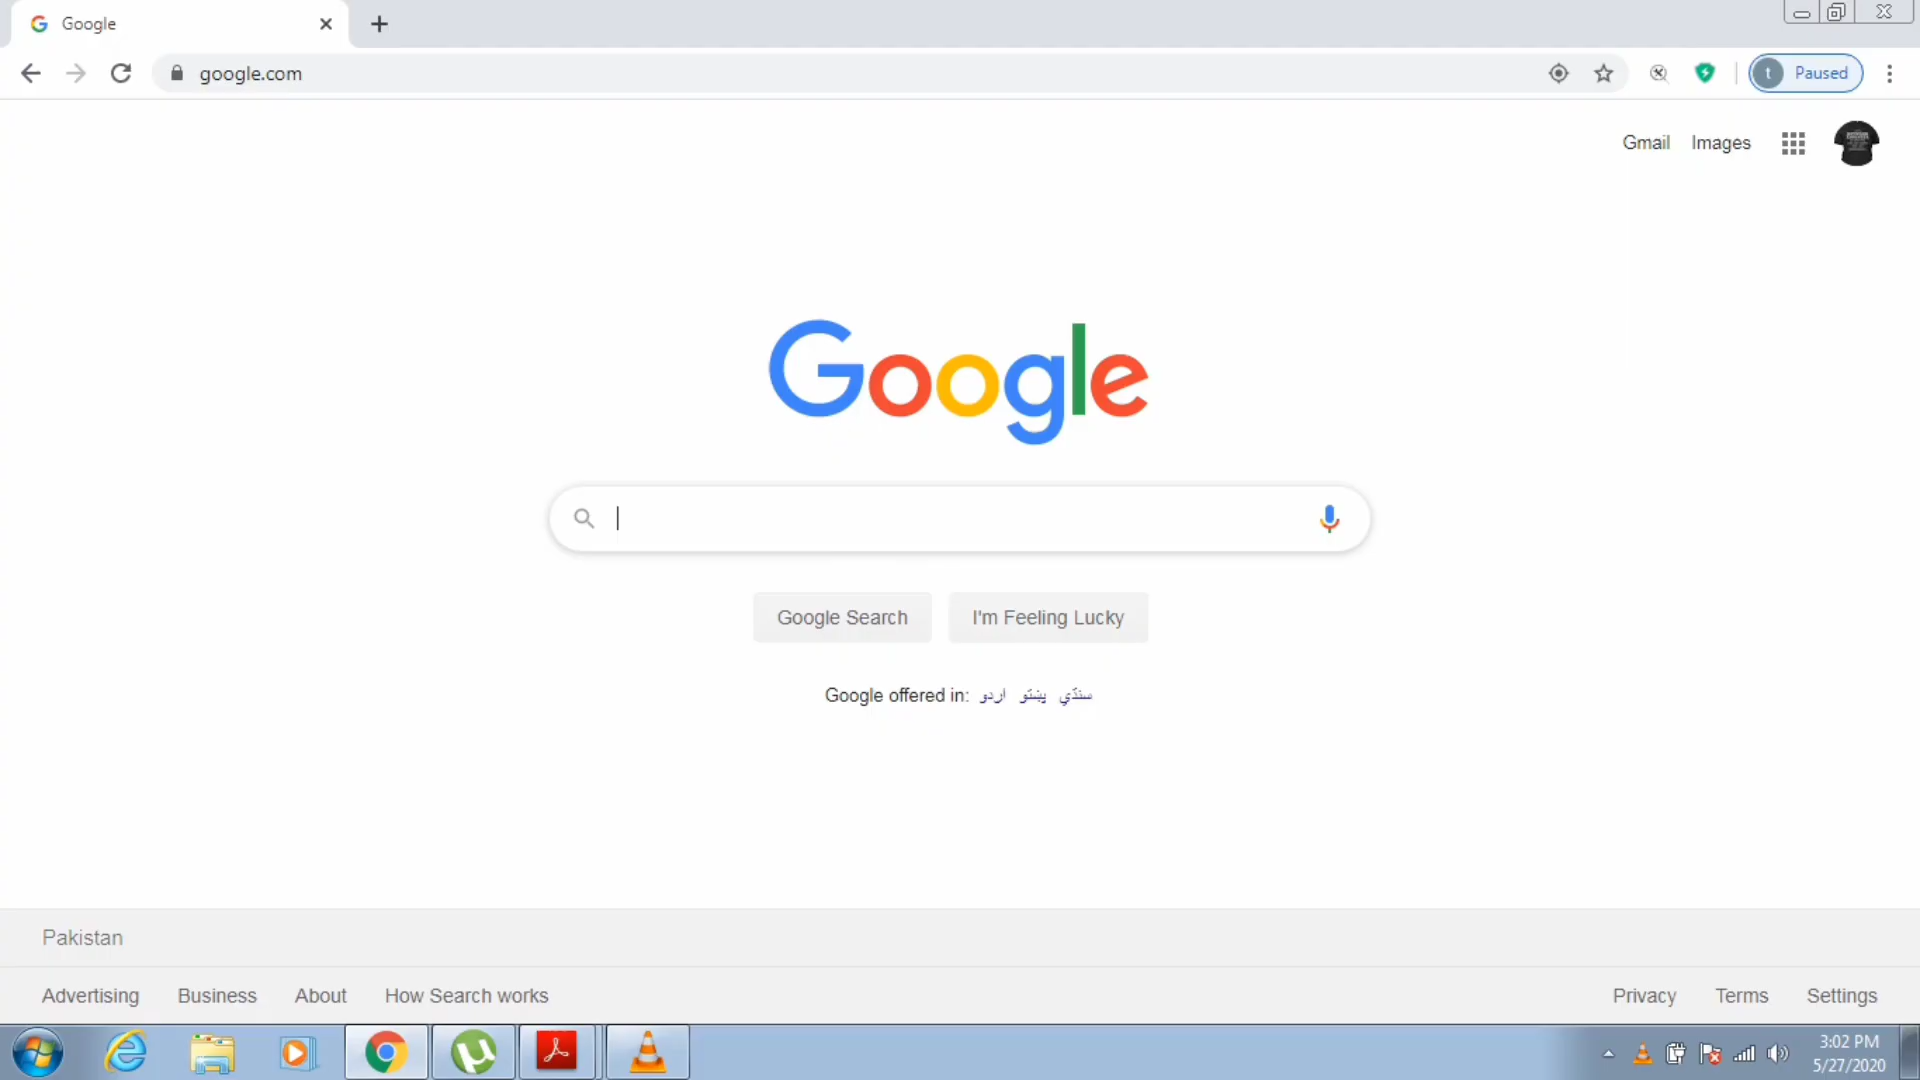 Google
google.com
t Paused
Gmail Images
Google
Google Search I'm Feeling Lucky
Google offered in: اردو پښتو سنڌي
Pakistan
Advertising Business About How Search works
Privacy Terms Settings
3:02 PM
5/27/2020